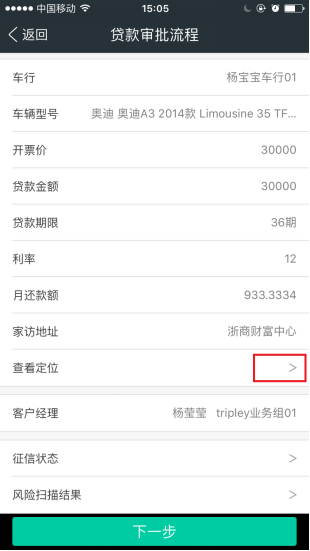 中国移动 15:05
返回 贷款审批流程
车行 杨宝宝车行01
车辆型号 奥迪 奥迪A3 2014款 Limousine 35 TF...
开票价 30000
贷款金额 30000
贷款期限 36期
利率 12
月还款额 933.3334
家访地址 浙商财富中心
查看定位
客户经理 杨莹莹 tripley业务组01
征信状态
风险扫描结果
下一步